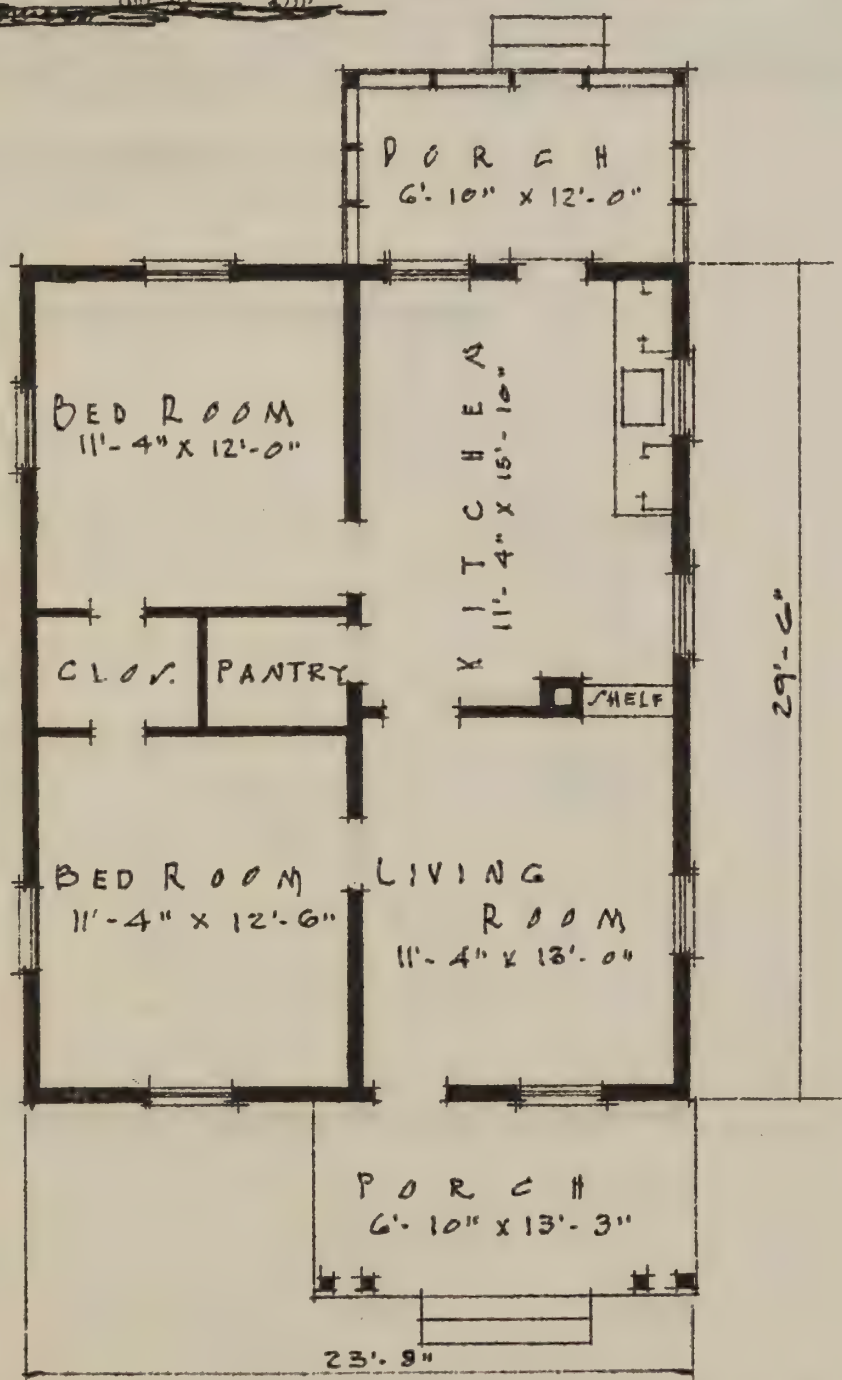 PORCH
6'-10" X 12'-0"
BED ROOM
11'-4" X 12'-0"
KITCHEN
11'-4" X 15'-10"
CLOS.
PANTRY
SHELF
29'-6"
BED ROOM
11'-4" X 12'-6"
LIVING
ROOM
11'-4" X 13'-0"
PORCH
6'-10" X 13'-3"
23'-8"